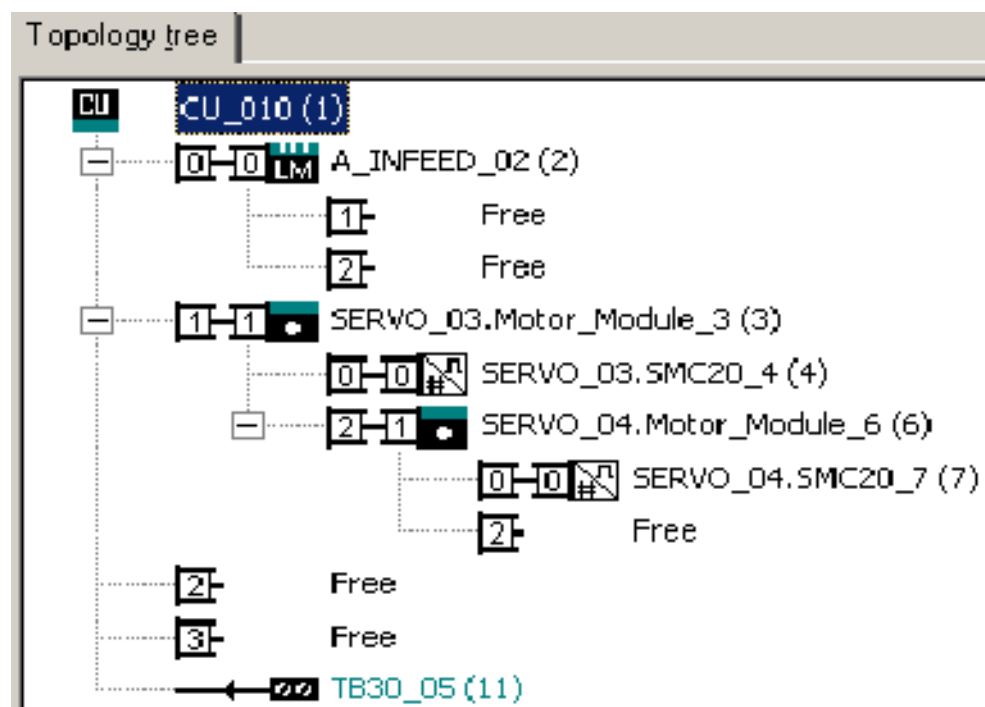 Topology tree
CU CU_010 (1)
0 0 LM A_INFEED_02 (2)
1 Free
2 Free
1 1 SERVO_03.Motor_Module_3 (3)
0 0 # SERVO_03.SMC20_4 (4)
2 1 SERVO_04.Motor_Module_6 (6)
0 0 # SERVO_04.SMC20_7 (7)
2 Free
2 Free
3 Free
TB30_05 (11)